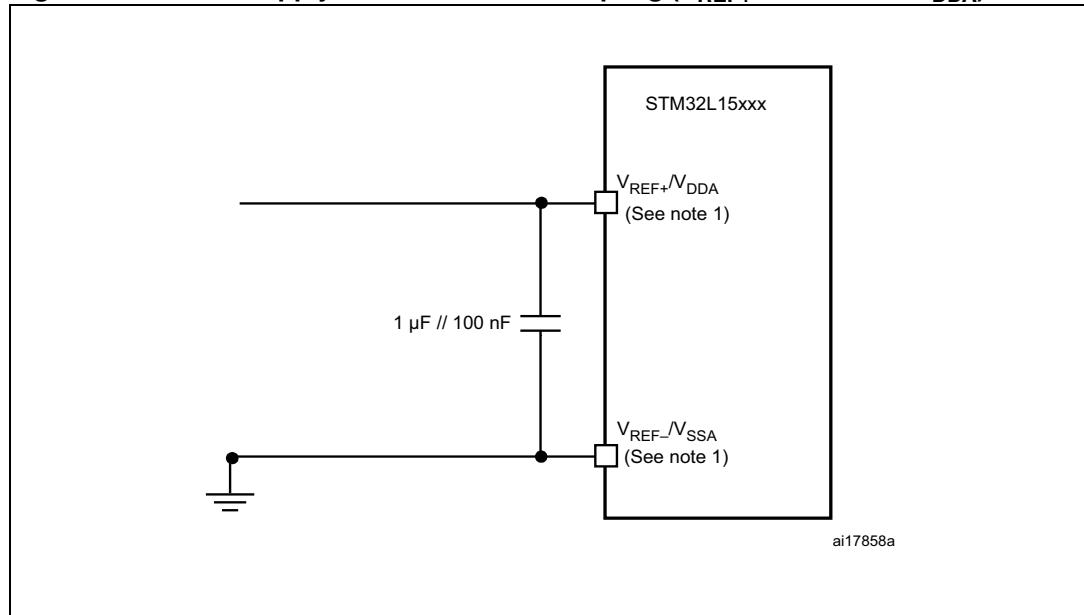 STM32L15xxx
VREF+/VDDA
(See note 1)
1 µF // 100 nF
VREF–/VSSA
(See note 1)
ai17858a